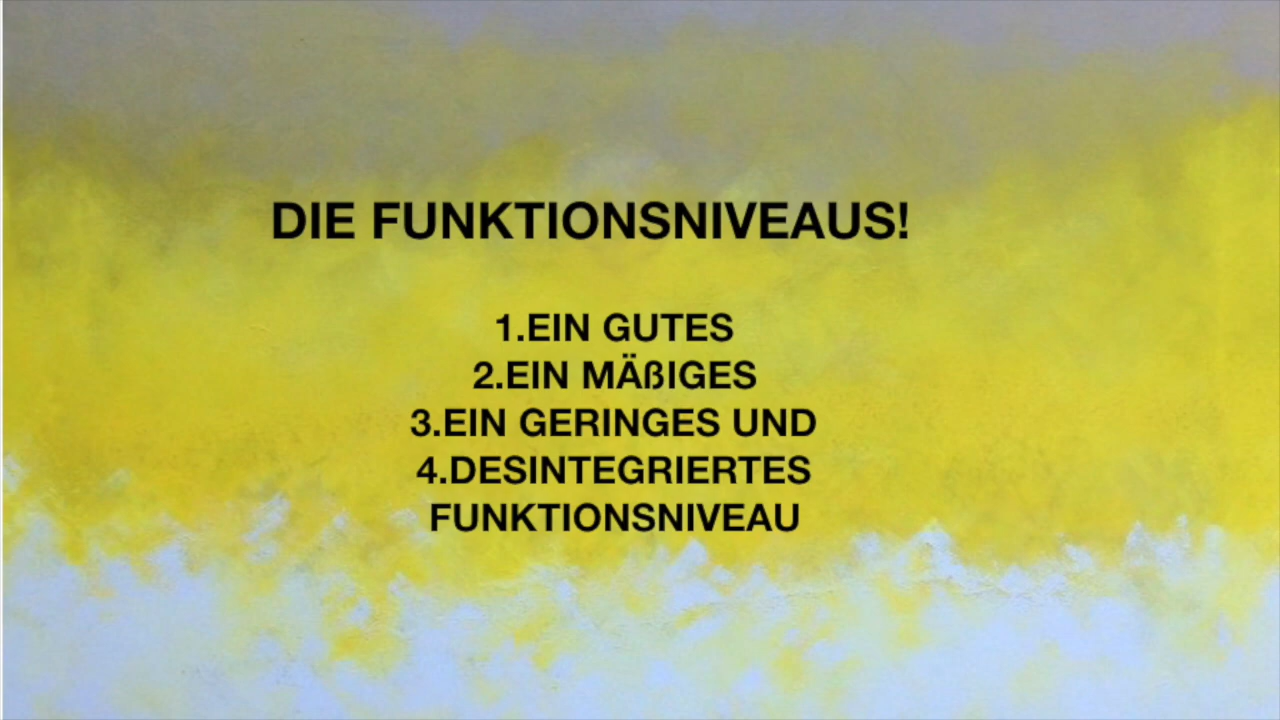 DIE FUNKTIONSNIVEAUS!
1.EIN GUTES
2.EIN MÄßIGES
3.EIN GERINGES UND
4.DESINTEGRIERTES
FUNKTIONSNIVEAU